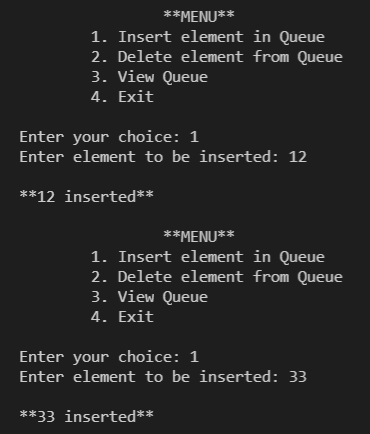 **MENU**
1. Insert element in Queue
2. Delete element from Queue
3. View Queue
4. Exit
Enter your choice: 1
Enter element to be inserted: 12
**12 inserted**
**MENU**
1. Insert element in Queue
2. Delete element from Queue
3. View Queue
4. Exit
Enter your choice: 1
Enter element to be inserted: 33
**33 inserted**